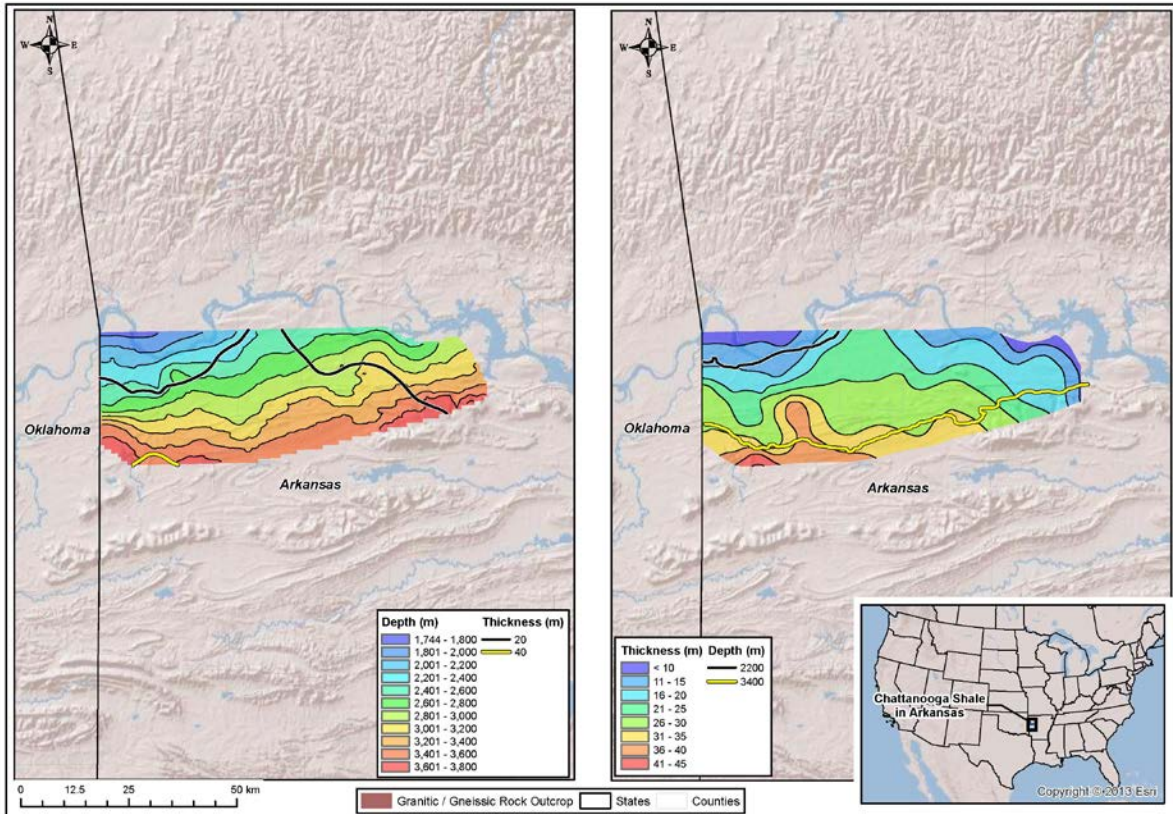 N
W E
S
Oklahoma
Arkansas
Depth (m)
1,744 - 1,800
1,801 - 2,000
2,001 - 2,200
2,201 - 2,400
2,401 - 2,600
2,601 - 2,800
2,801 - 3,000
3,001 - 3,200
3,201 - 3,400
3,401 - 3,600
3,601 - 3,800
Thickness (m)
20
40
0 12.5 25 50 km
N
W E
S
Oklahoma
Arkansas
Thickness (m)
< 10
11 - 15
16 - 20
21 - 25
26 - 30
31 - 35
36 - 40
41 - 45
Depth (m)
2200
3400
Chattanooga Shale
in Arkansas
Copyright © 2013 Esri
Granitic / Gneissic Rock Outcrop States Counties